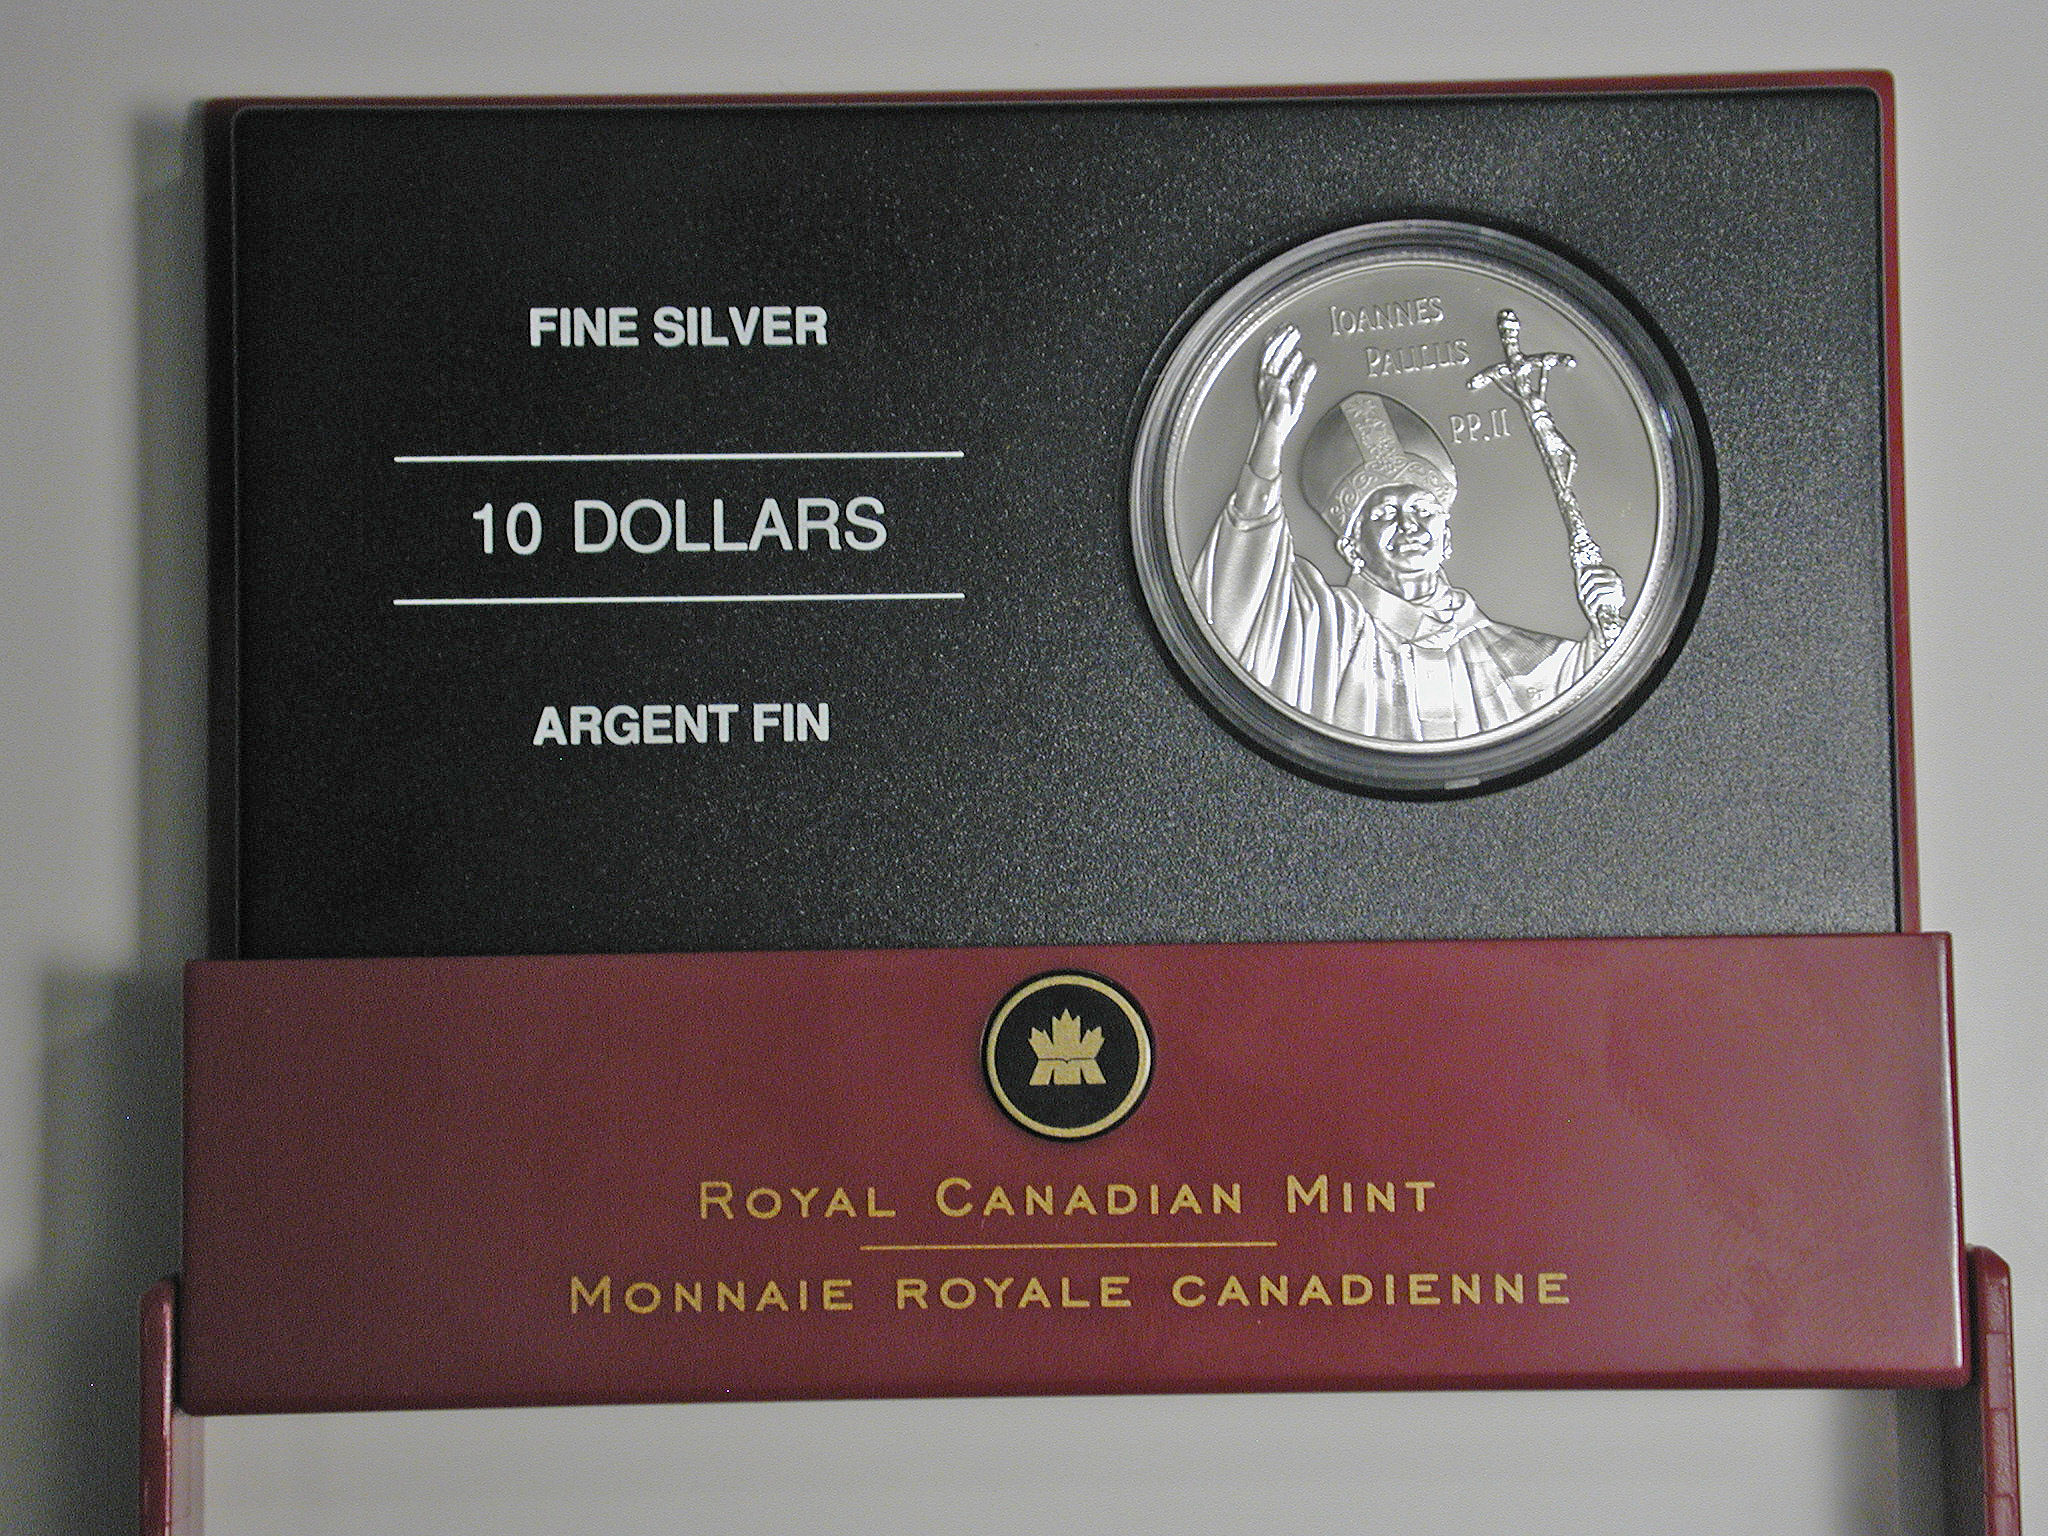 FINE SILVER
10 DOLLARS
ARGENT FIN
IOANNES
PAULUS
PP.II
ROYAL CANADIAN MINT
MONNAIE ROYALE CANADIENNE